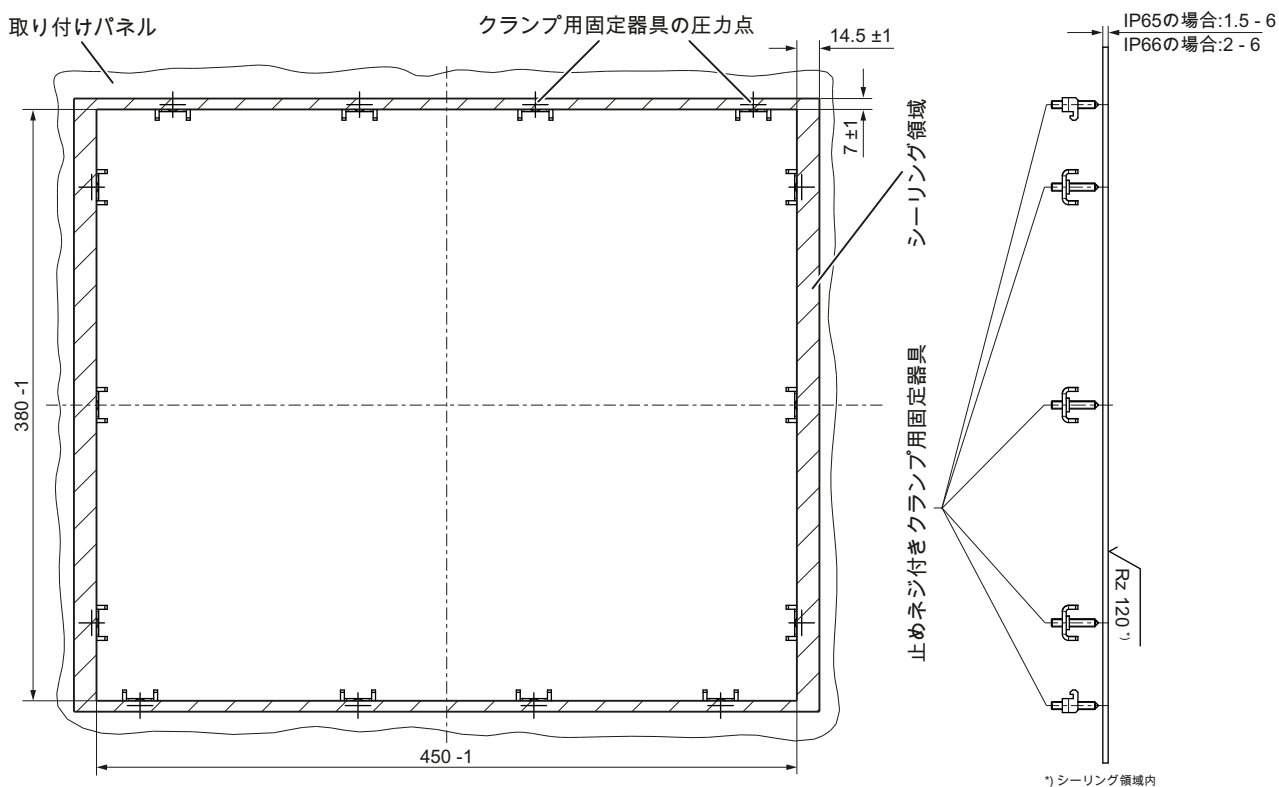 取り付けパネル
クランプ用固定器具の圧力点
14.5 ±1
IP65の場合:1.5 - 6
IP66の場合:2 - 6
7 ±1
シーリング領域
380 -1
止めネジ付きクランプ用固定器具
Rz 120 *)
450 -1
*) シーリング領域内